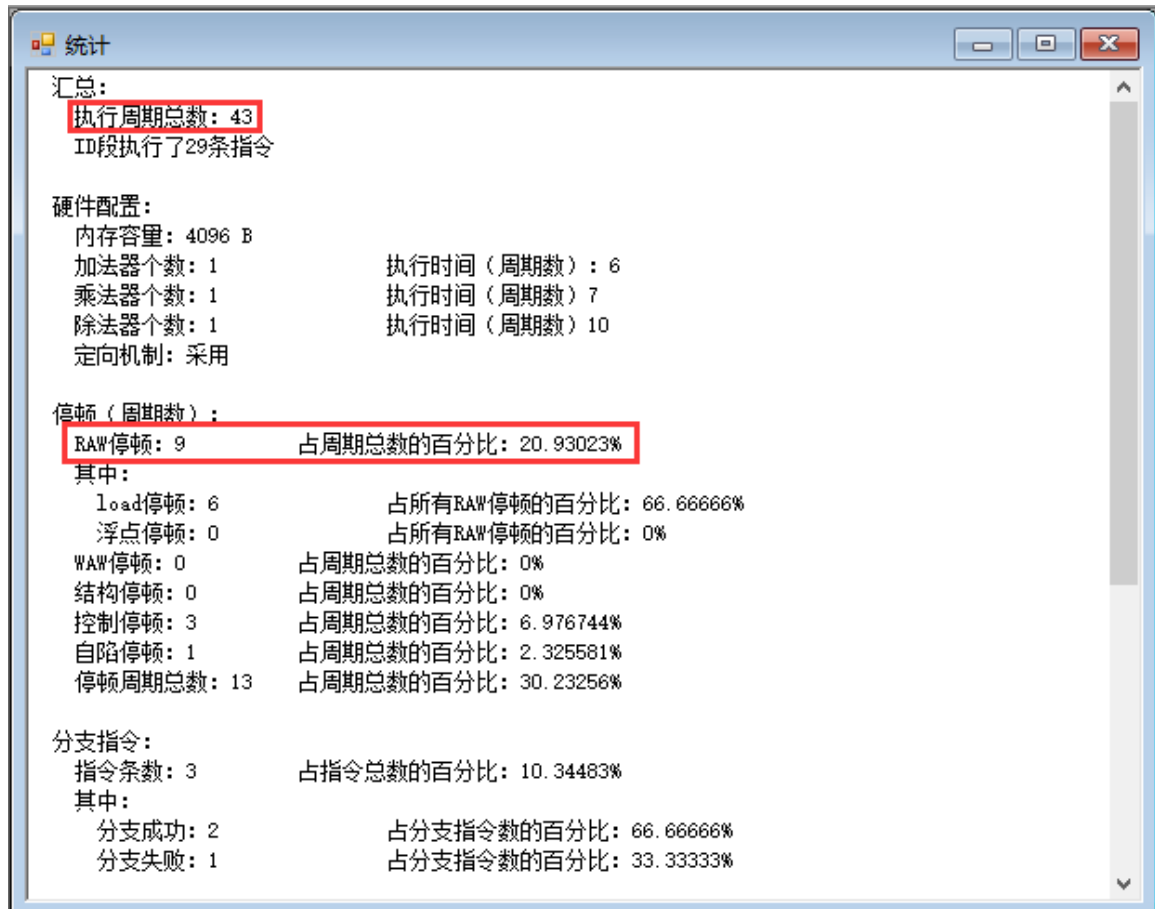 统计
汇总:
执行周期总数: 43
ID段执行了29条指令
硬件配置:
内存容量: 4096 B
加法器个数: 1 执行时间（周期数）: 6
乘法器个数: 1 执行时间（周期数）7
除法器个数: 1 执行时间（周期数）10
定向机制: 采用
停顿（周期数）:
RAW停顿: 9 占周期总数的百分比: 20.93023%
其中:
load停顿: 6 占所有RAW停顿的百分比: 66.66666%
浮点停顿: 0 占所有RAW停顿的百分比: 0%
WAW停顿: 0 占周期总数的百分比: 0%
结构停顿: 0 占周期总数的百分比: 0%
控制停顿: 3 占周期总数的百分比: 6.976744%
自陷停顿: 1 占周期总数的百分比: 2.325581%
停顿周期总数: 13 占周期总数的百分比: 30.23256%
分支指令:
指令条数: 3 占指令总数的百分比: 10.34483%
其中:
分支成功: 2 占分支指令数的百分比: 66.66666%
分支失败: 1 占分支指令数的百分比: 33.33333%